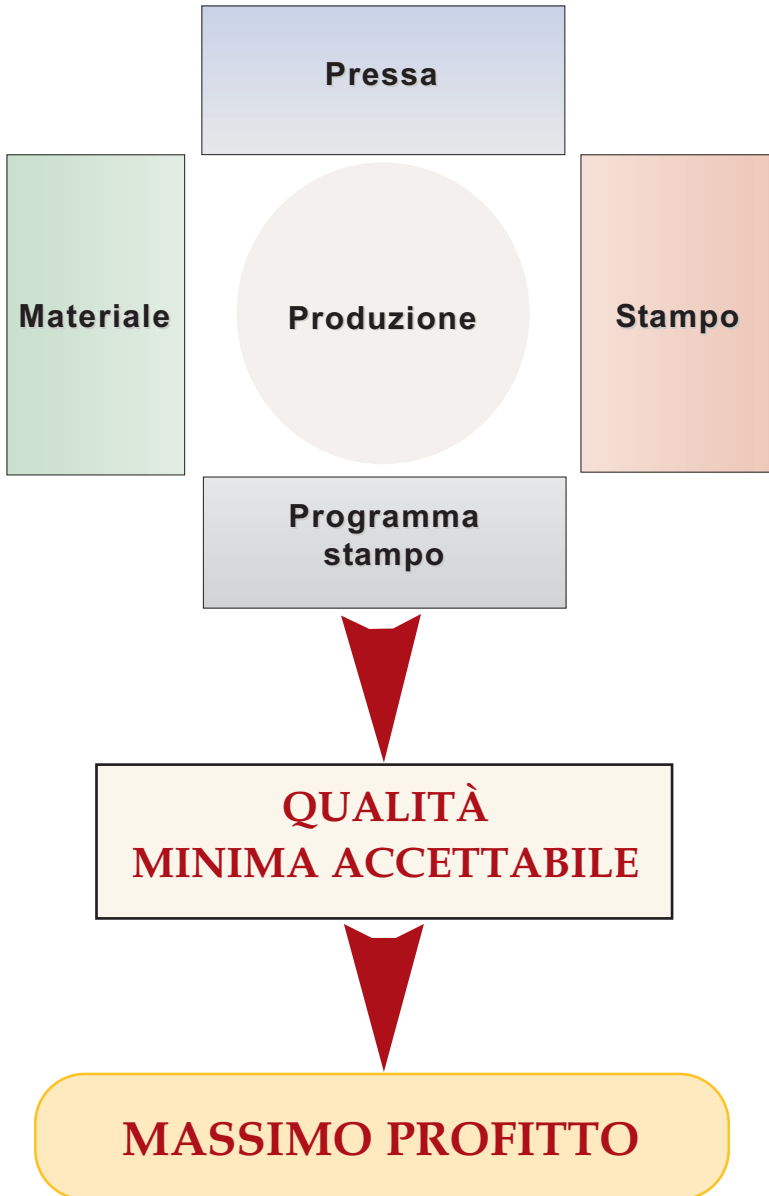 Pressa
Materiale
Produzione
Stampo
Programma
stampo
QUALITÀ
MINIMA ACCETTABILE
MASSIMO PROFITTO